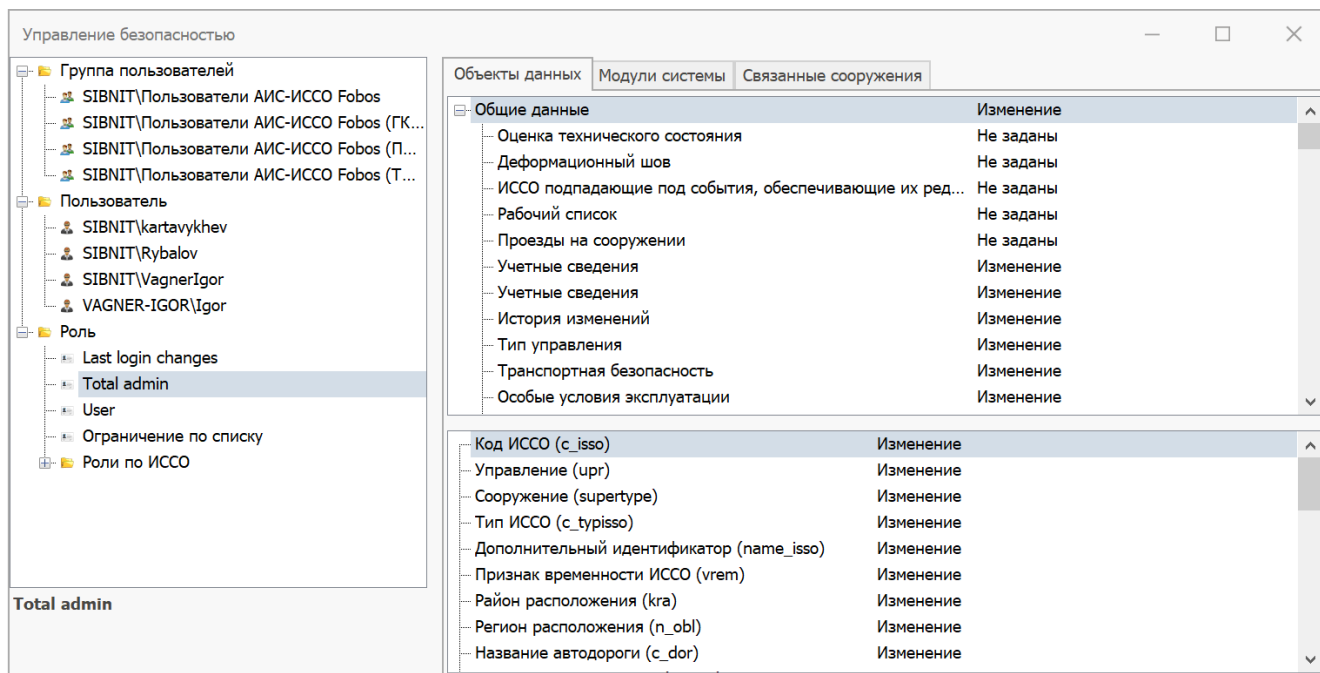 Управление безопасностью
Группа пользователей
SIBNIT\Пользователи АИС-ИССО Fobos
SIBNIT\Пользователи АИС-ИССО Fobos (ГК...
SIBNIT\Пользователи АИС-ИССО Fobos (П...
SIBNIT\Пользователи АИС-ИССО Fobos (Т...
Пользователь
SIBNIT\kartavykhev
SIBNIT\Rybalov
SIBNIT\VagnerIgor
VAGNER-IGOR\Igor
Роль
Last login changes
Total admin
User
Ограничение по списку
Роли по ИССО
Total admin
Объекты данных Модули системы Связанные сооружения
Общие данные Изменение
Оценка технического состояния Не заданы
Деформационный шов Не заданы
ИССО подпадающие под события, обеспечивающие их ред... Не заданы
Рабочий список Не заданы
Проезды на сооружении Не заданы
Учетные сведения Изменение
Учетные сведения Изменение
История изменений Изменение
Тип управления Изменение
Транспортная безопасность Изменение
Особые условия эксплуатации Изменение
Код ИССО (c_isso) Изменение
Управление (upr) Изменение
Сооружение (supertype) Изменение
Тип ИССО (c_typisso) Изменение
Дополнительный идентификатор (name_isso) Изменение
Признак временности ИССО (vrem) Изменение
Район расположения (kra) Изменение
Регион расположения (n_obl) Изменение
Название автодороги (c_dor) Изменение